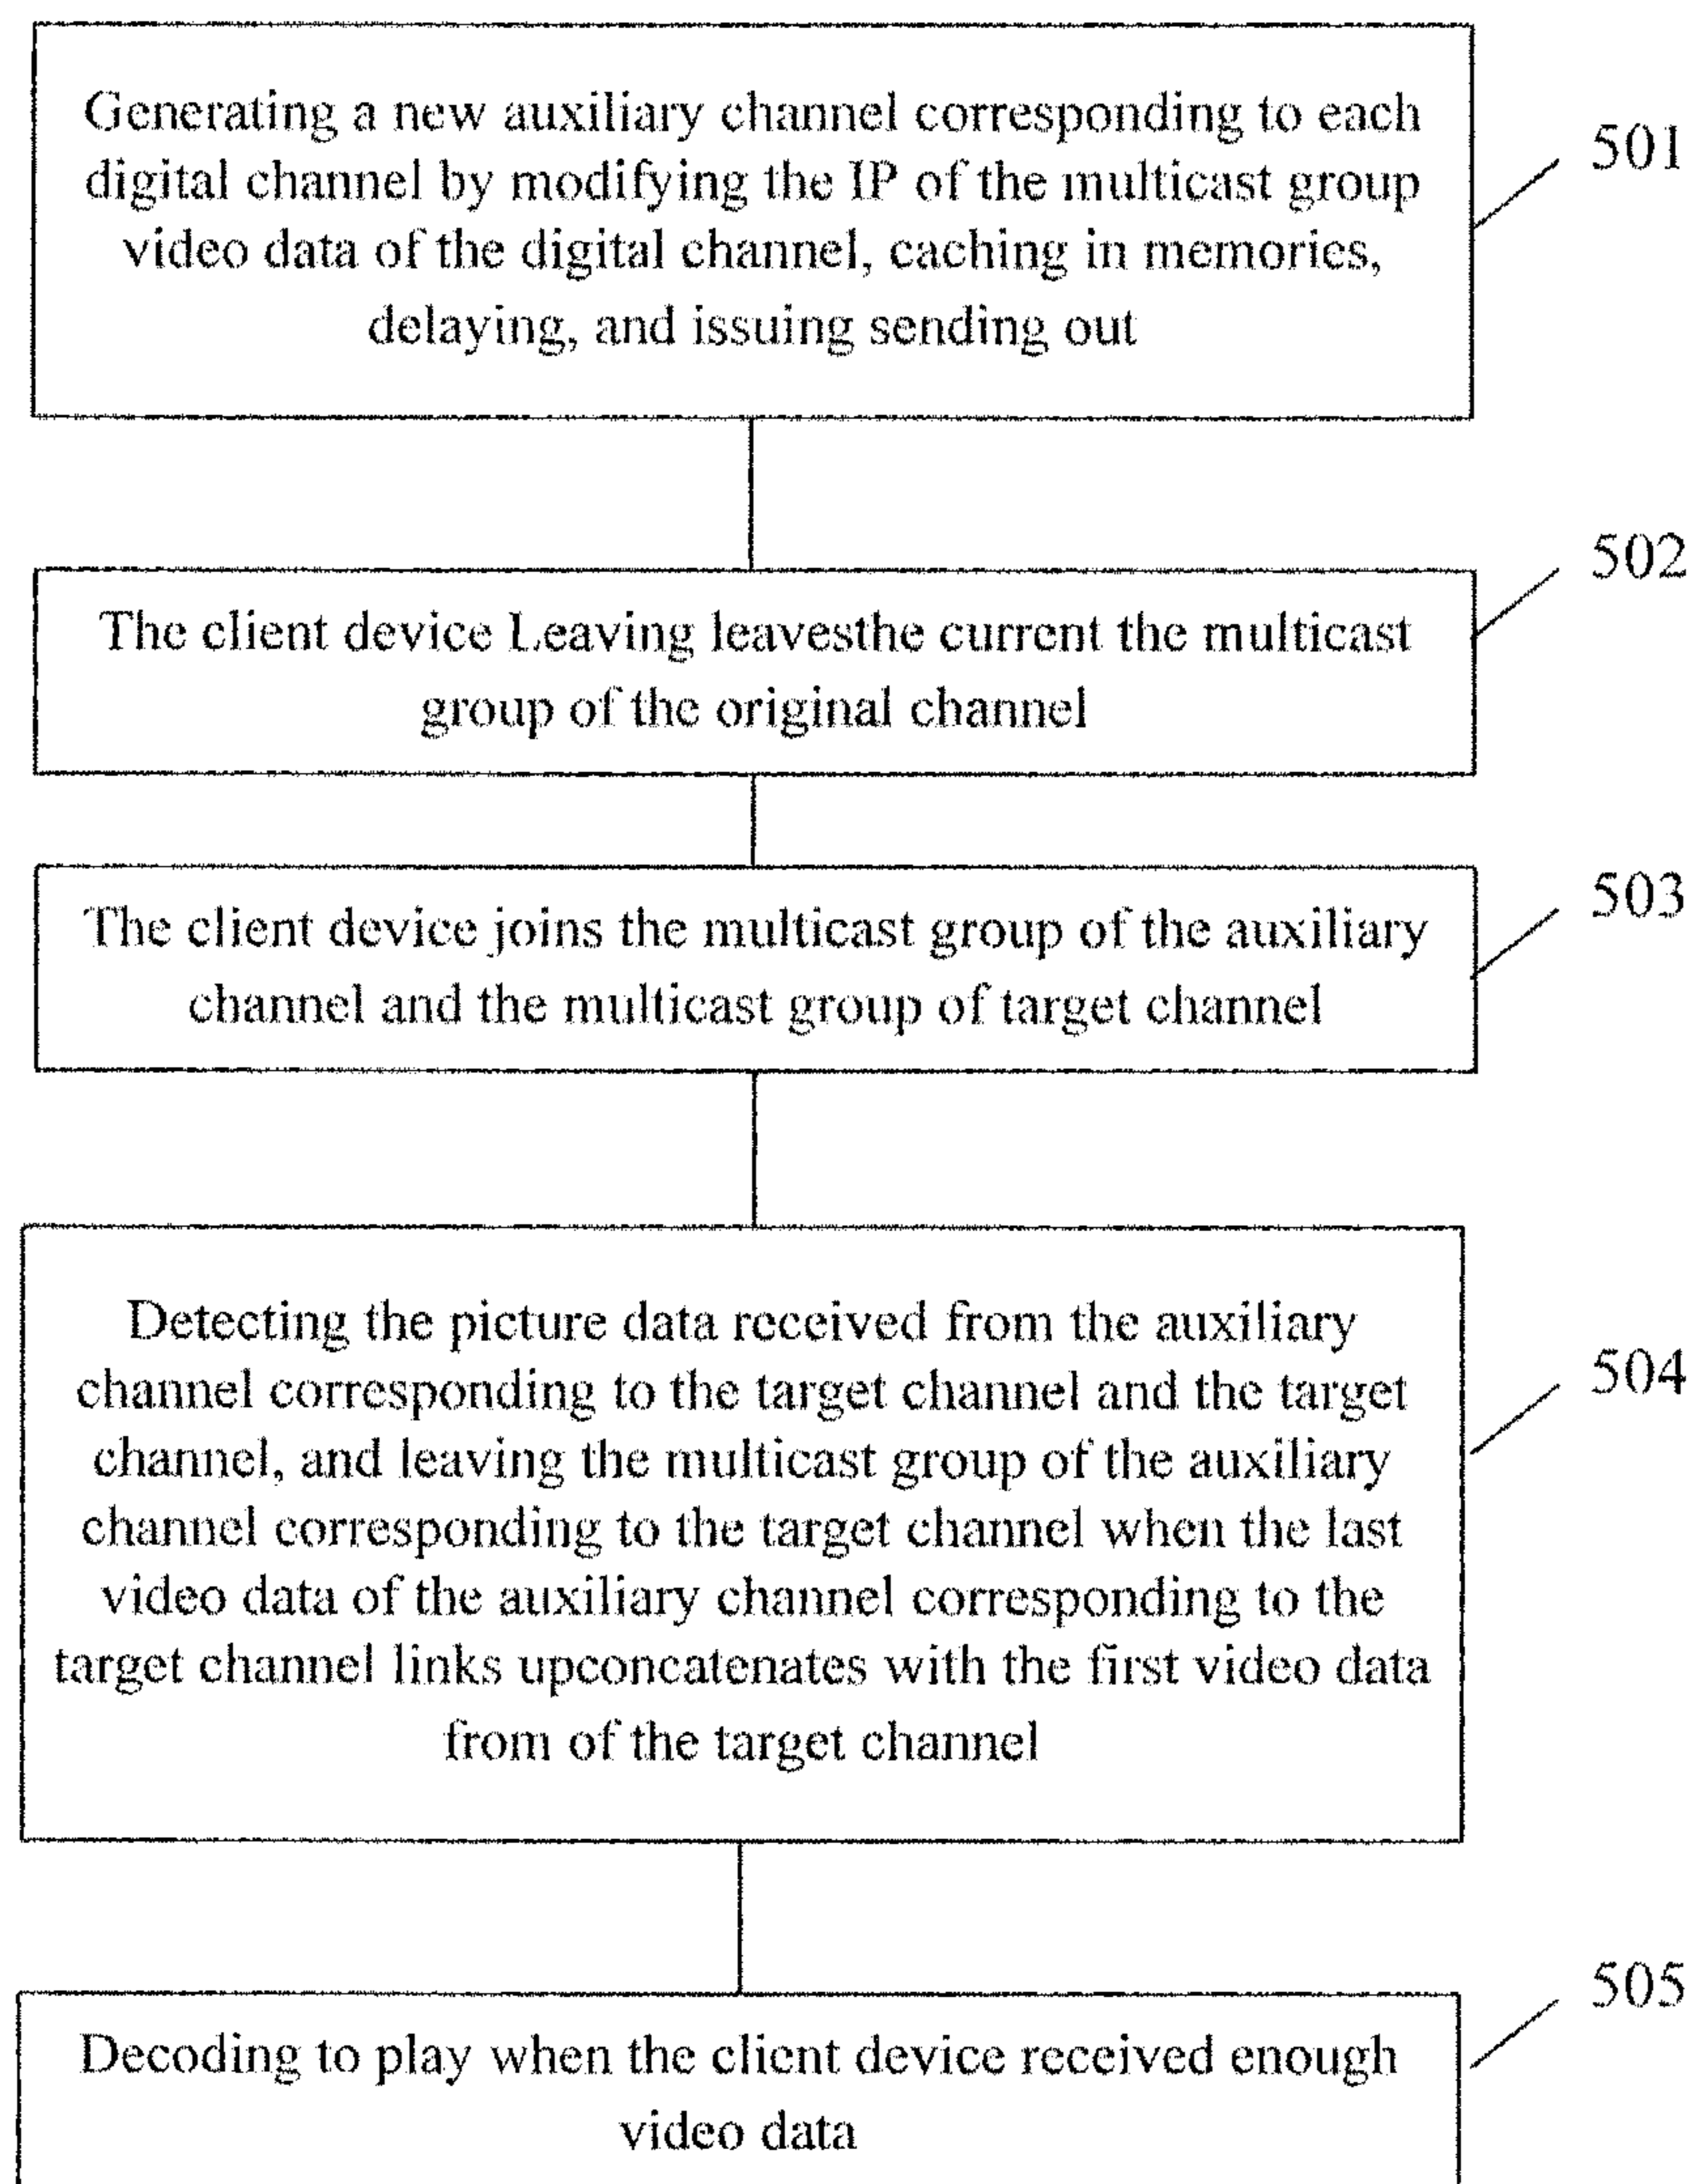 Generating a new auxiliary channel corresponding to each
digital channel by modifying the IP of the multicast group
video data of the digital channel, caching in memories,
delaying, and issuing sending out
501
502
The client device Leaving leavesthe current the multicast
group of the original channel
503
The client device joins the multicast group of the auxiliary
channel and the multicast group of target channel
Detecting the picture data received from the auxiliary
channel corresponding to the target channel and the target
channel, and leaving the multicast group of the auxiliary
channel corresponding to the target channel when the last
video data of the auxiliary channel corresponding to the
target channel links upconcatenates with the first video data
from of the target channel
504
505
Decoding to play when the client device received enough
video data